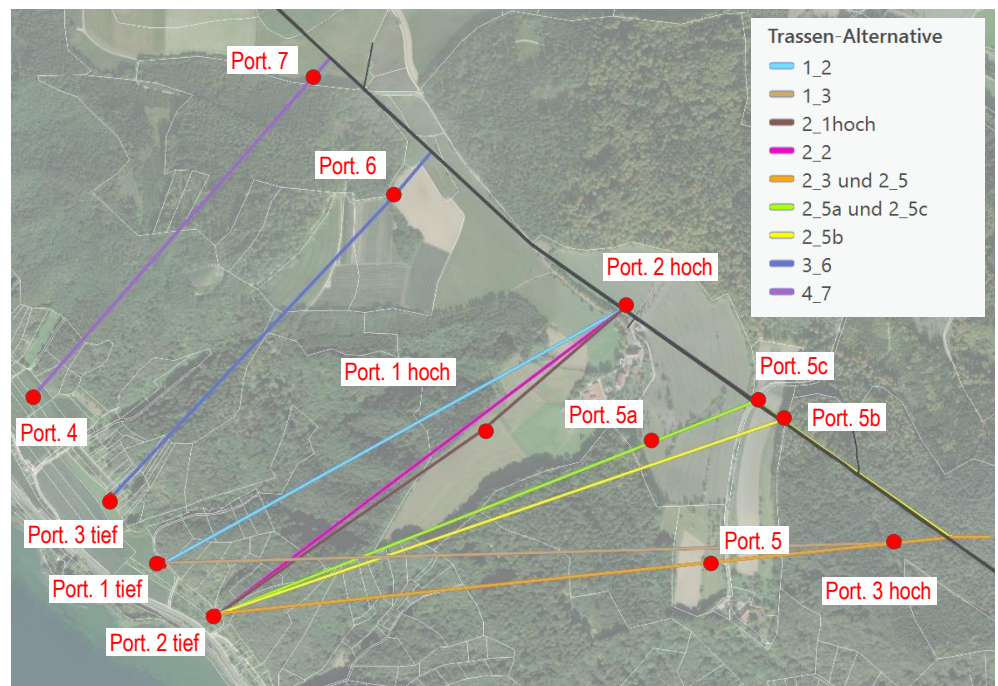 Port. 7
Trassen-Alternative
1_2
1_3
2_1hoch
2_2
2_3 und 2_5
2_5a und 2_5c
2_5b
3_6
4_7
Port. 6
Port. 2 hoch
Port. 1 hoch
Port. 5c
Port. 4
Port. 5a
Port. 5b
Port. 3 tief
Port. 5
Port. 1 tief
Port. 3 hoch
Port. 2 tief